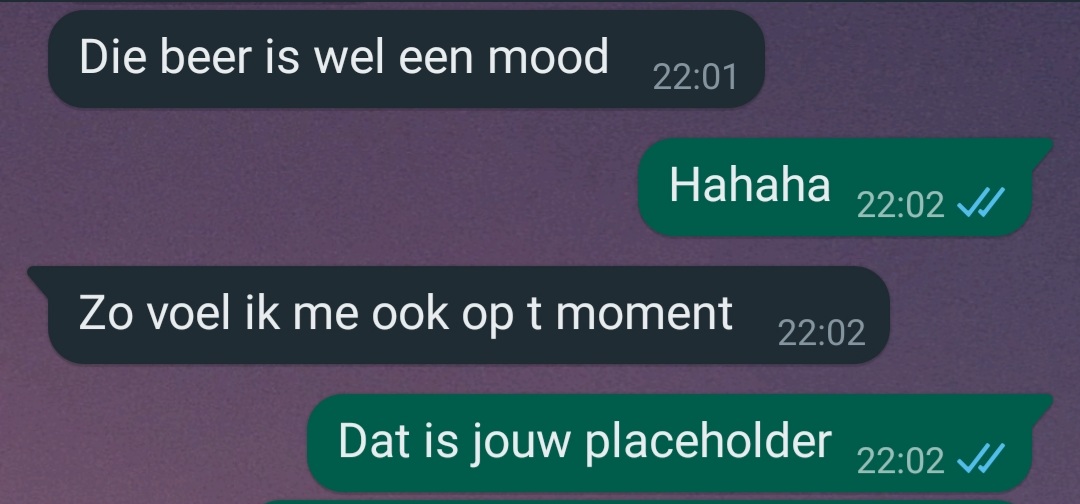 Die beer is wel een mood 22:01
Hahaha 22:02
Zo voel ik me ook op t moment 22:02
Dat is jouw placeholder 22:02